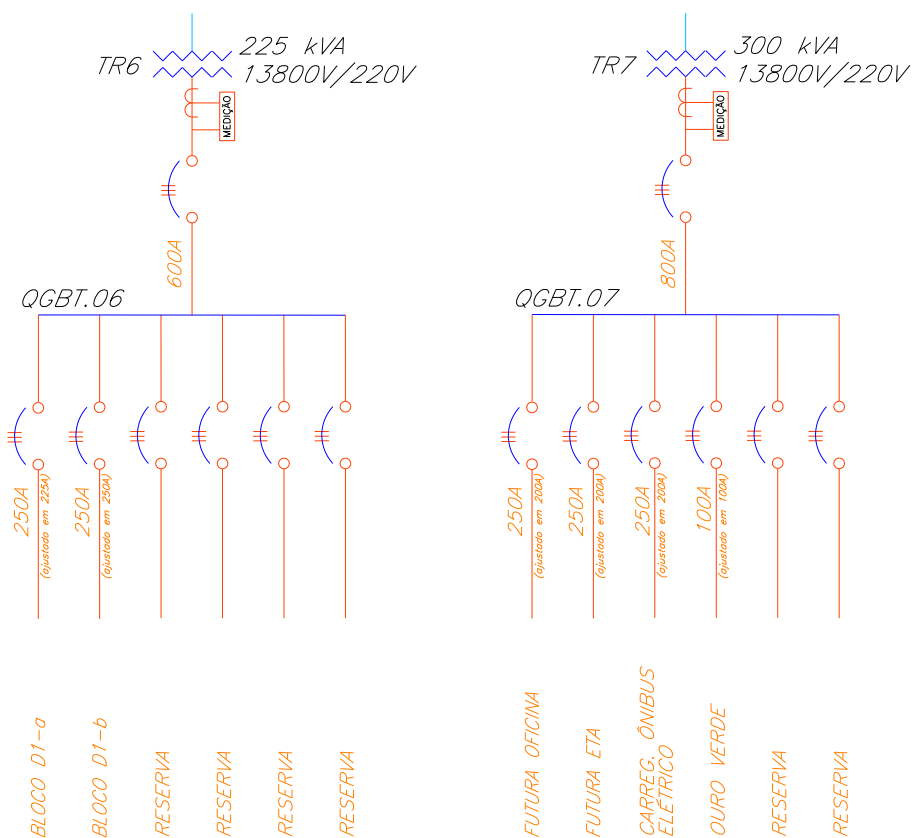 TR6
225 kVA
13800V/220V
MEDIÇÃO
600A
QGBT.06
250A
(ajustado em 225A)
250A
(ajustado em 250A)
BLOCO D1-a
BLOCO D1-b
RESERVA
RESERVA
RESERVA
RESERVA
TR7
300 kVA
13800V/220V
MEDIÇÃO
800A
QGBT.07
250A
(ajustado em 200A)
250A
(ajustado em 200A)
250A
(ajustado em 200A)
100A
(ajustado em 100A)
FUTURA OFICINA
FUTURA ETA
CARREG. ÔNIBUS
ELÉTRICO
OURO VERDE
RESERVA
RESERVA